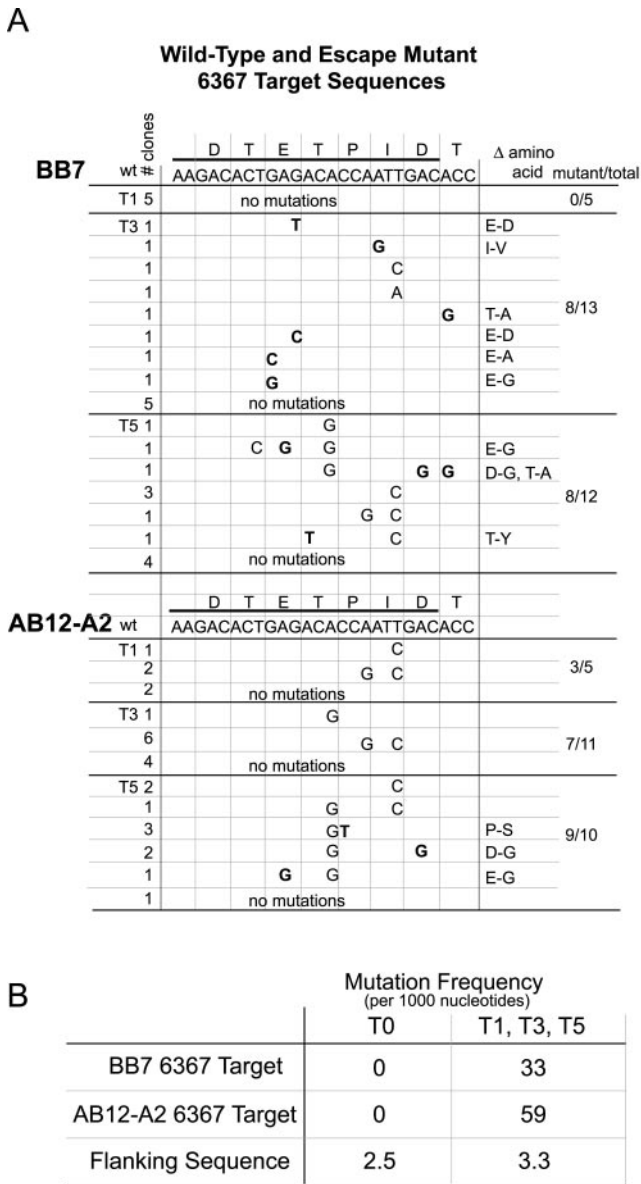 A
Wild-Type and Escape Mutant
6367 Target Sequences
# clones
D T E T P I D T
Δ amino
acid
mutant/total
BB7 wt AAGACACTGAGACACCAATTGACACC
T1 5 no mutations 0/5
T3 1 T E-D
1 G I-V
1 C
1 A
8/13
1 G T-A
1 C E-D
1 C E-A
1 G E-G
5 no mutations
T5 1 G
1 C G G E-G
1 G G G D-G, T-A
3 C
8/12
1 G C
1 T C T-Y
4 no mutations
D T E T P I D T
AB12-A2 wt AAGACACTGAGACACCAATTGACACC
T1 1 C
2 G C 3/5
2 no mutations
T3 1 G
6 G C 7/11
4 no mutations
T5 2 C
1 G C
3 GT P-S 9/10
2 G G D-G
1 G G E-G
1 no mutations
B
Mutation Frequency
(per 1000 nucleotides)
T0 T1, T3, T5
BB7 6367 Target 0 33
AB12-A2 6367 Target 0 59
Flanking Sequence 2.5 3.3